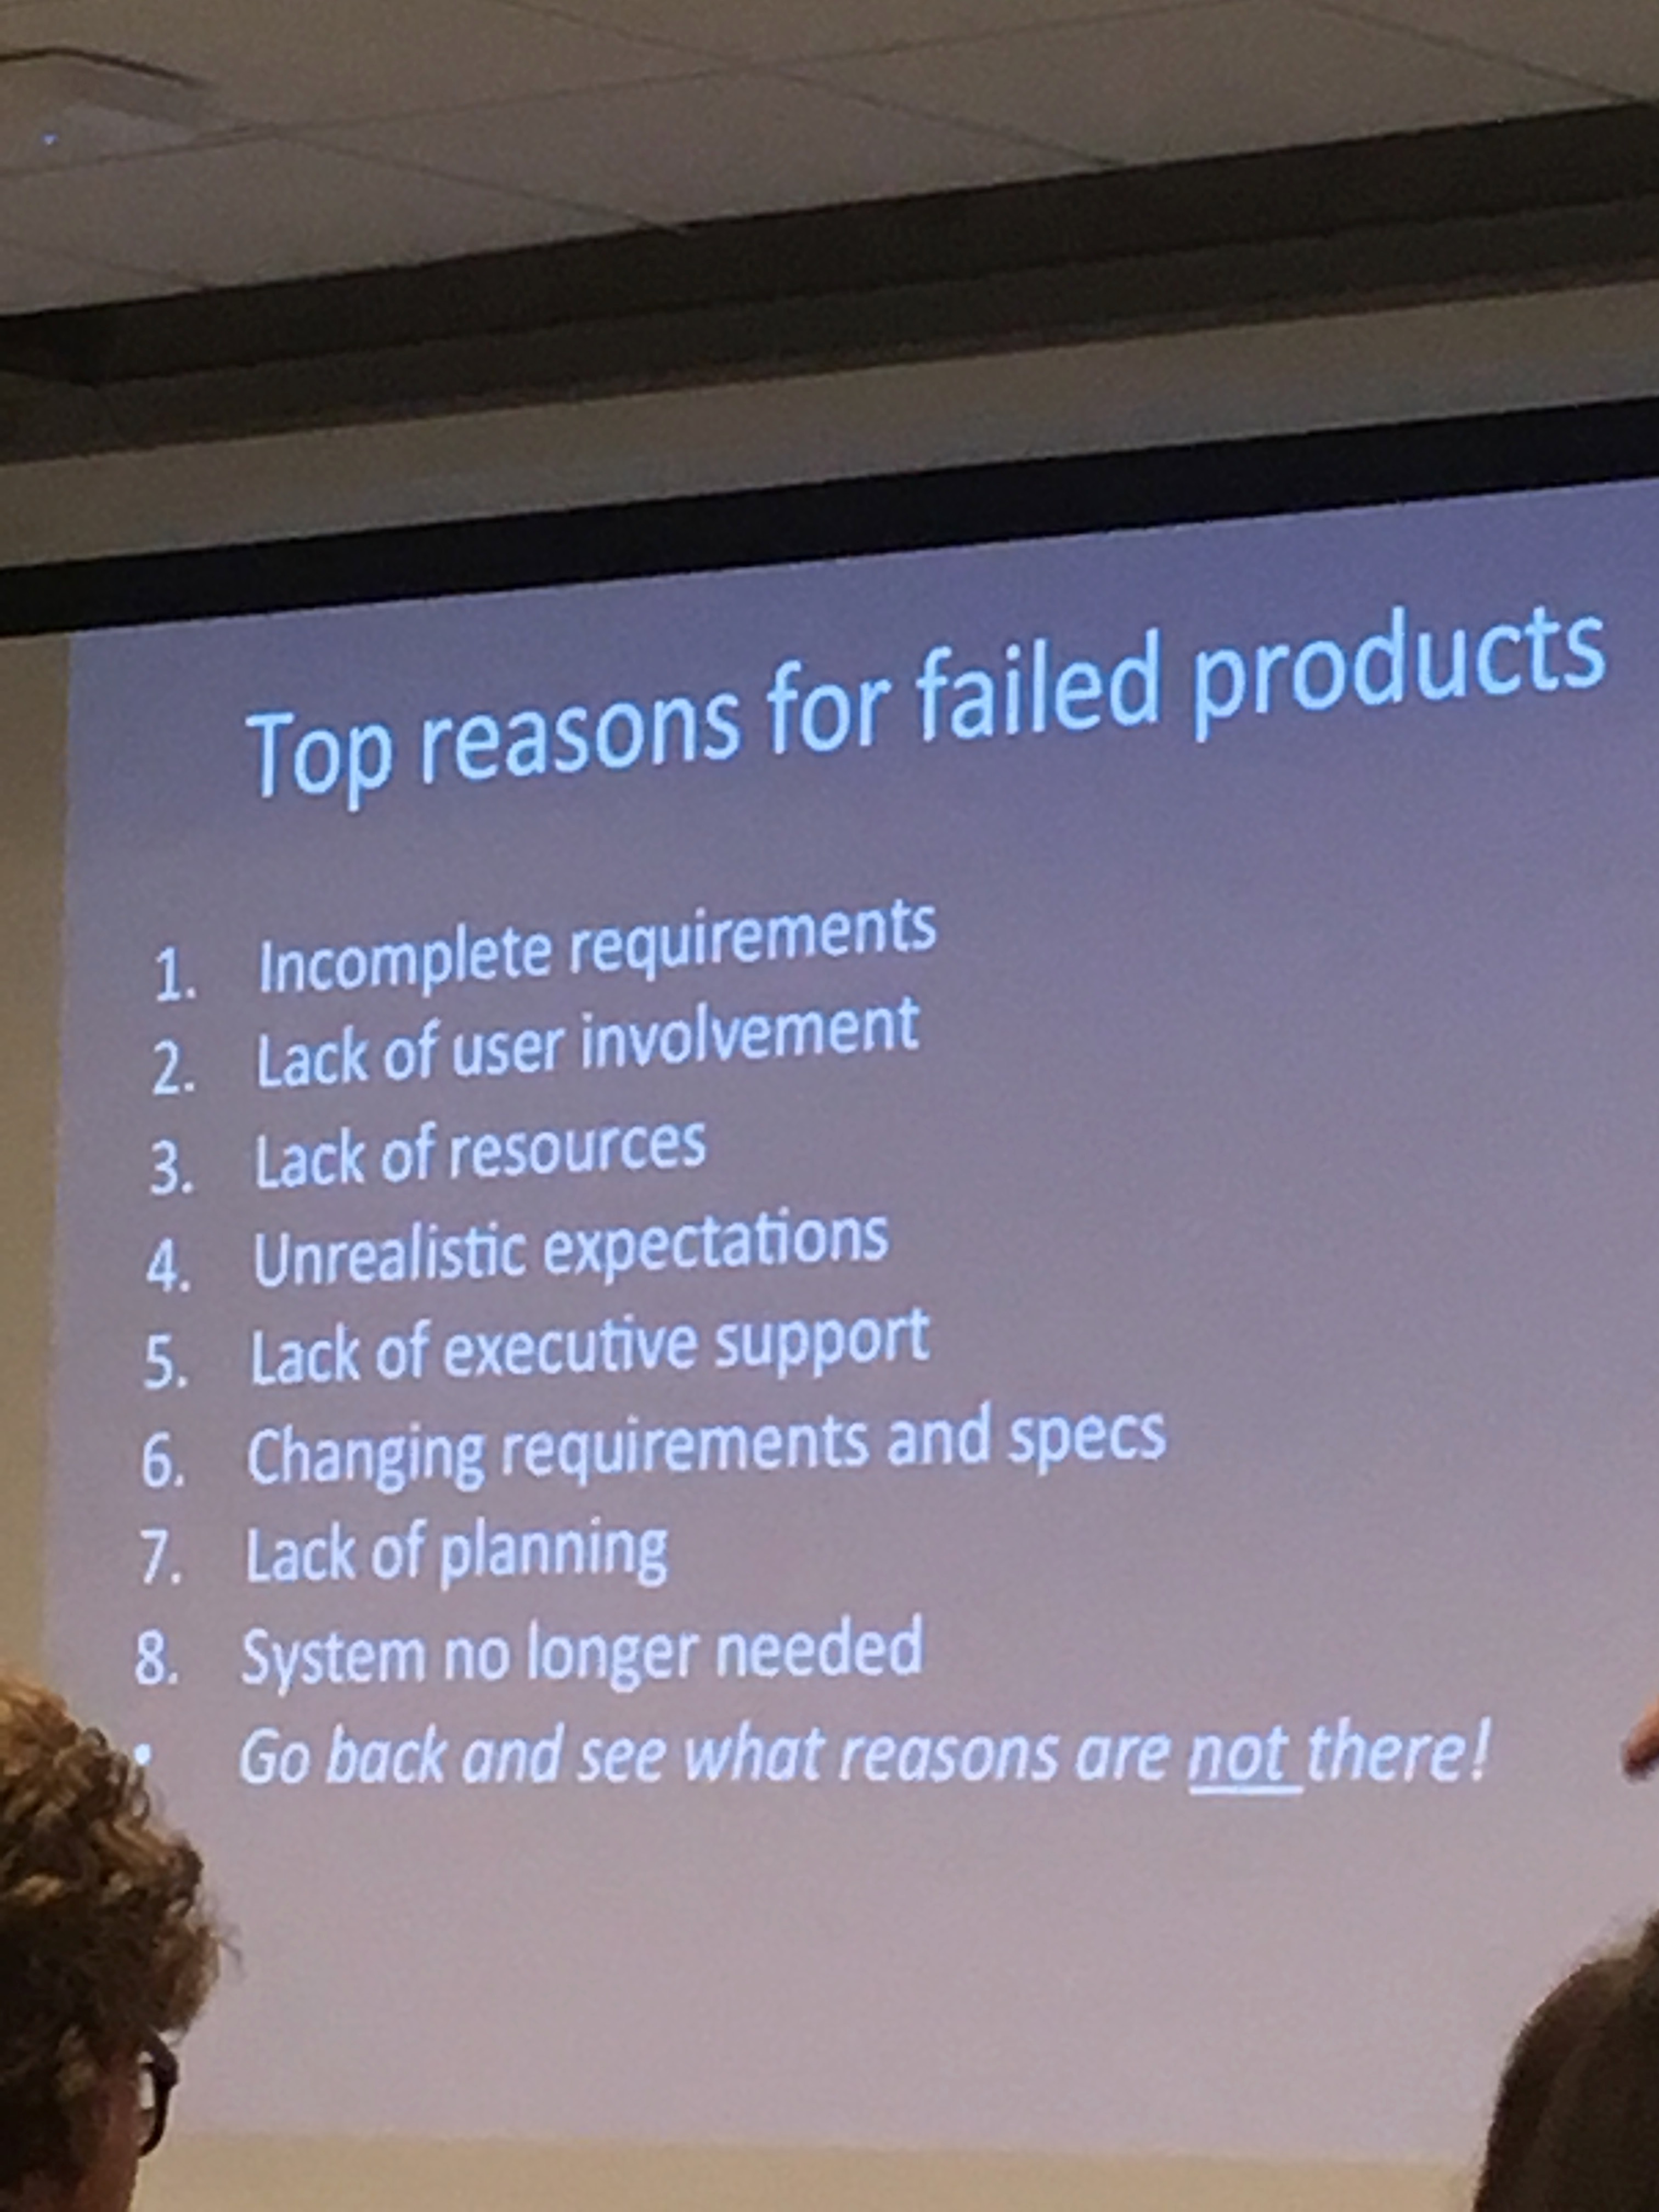 Top reasons for failed products
1. Incomplete requirements
2. Lack of user involvement
3. Lack of resources
4. Unrealistic expectations
5. Lack of executive support
6. Changing requirements and specs
7. Lack of planning
8. System no longer needed
• Go back and see what reasons are not there!